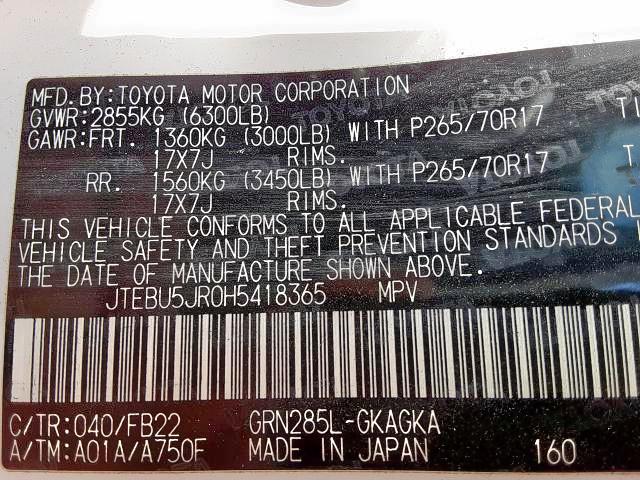 MFD. BY: TOYOTA MOTOR CORPORATION
GVWR: 2855KG (6300LB)
GAWR: FRT. 1360KG (3000LB) WITH P265/70R17
17X7J RIMS.
RR. 1560KG (3450LB) WITH P265/70R17
17X7J RIMS.
THIS VEHICLE CONFORMS TO ALL APPLICABLE FEDERAL
VEHICLE SAFETY AND THEFT PREVENTION STANDARDS
THE DATE OF MANUFACTURE SHOWN ABOVE.
JTEBU5JR0H5418365 MPV
C/TR: 040/FB22 GRN285L-GKAGKA
A/TM: A01A/A750F MADE IN JAPAN 160